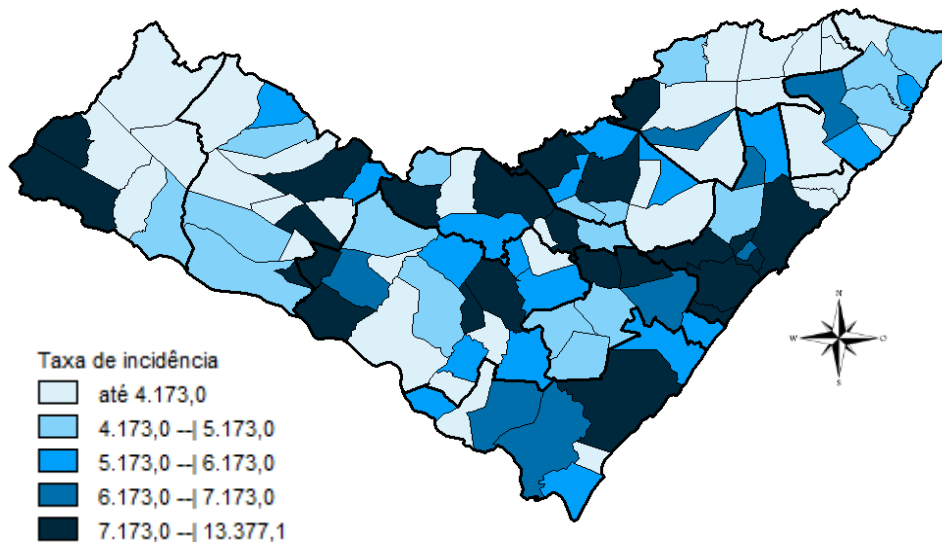 N
W
O
S
Taxa de incidência
até 4.173,0
4.173,0 --| 5.173,0
5.173,0 --| 6.173,0
6.173,0 --| 7.173,0
7.173,0 --| 13.377,1